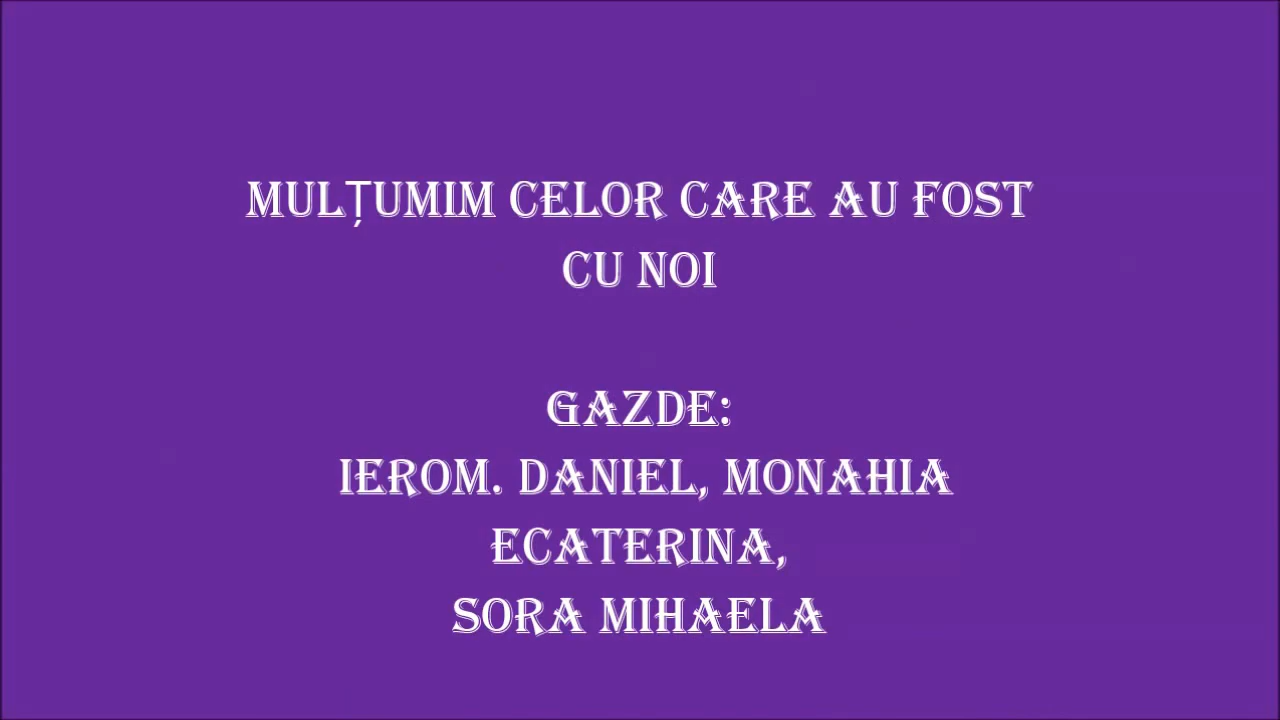 MULȚUMIM CELOR CARE AU FOST
CU NOI
GAZDE:
IEROM. DANIEL, MONAHIA
ECATERINA,
SORA MIHAELA